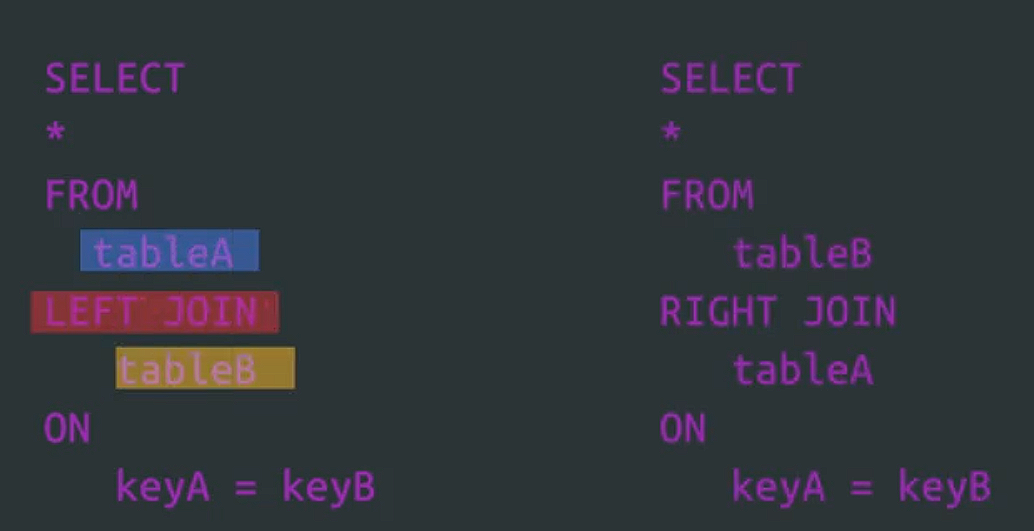 SELECT
*
FROM
tableA
LEFT JOIN
tableB
ON
keyA = keyB
SELECT
*
FROM
tableB
RIGHT JOIN
tableA
ON
keyA = keyB